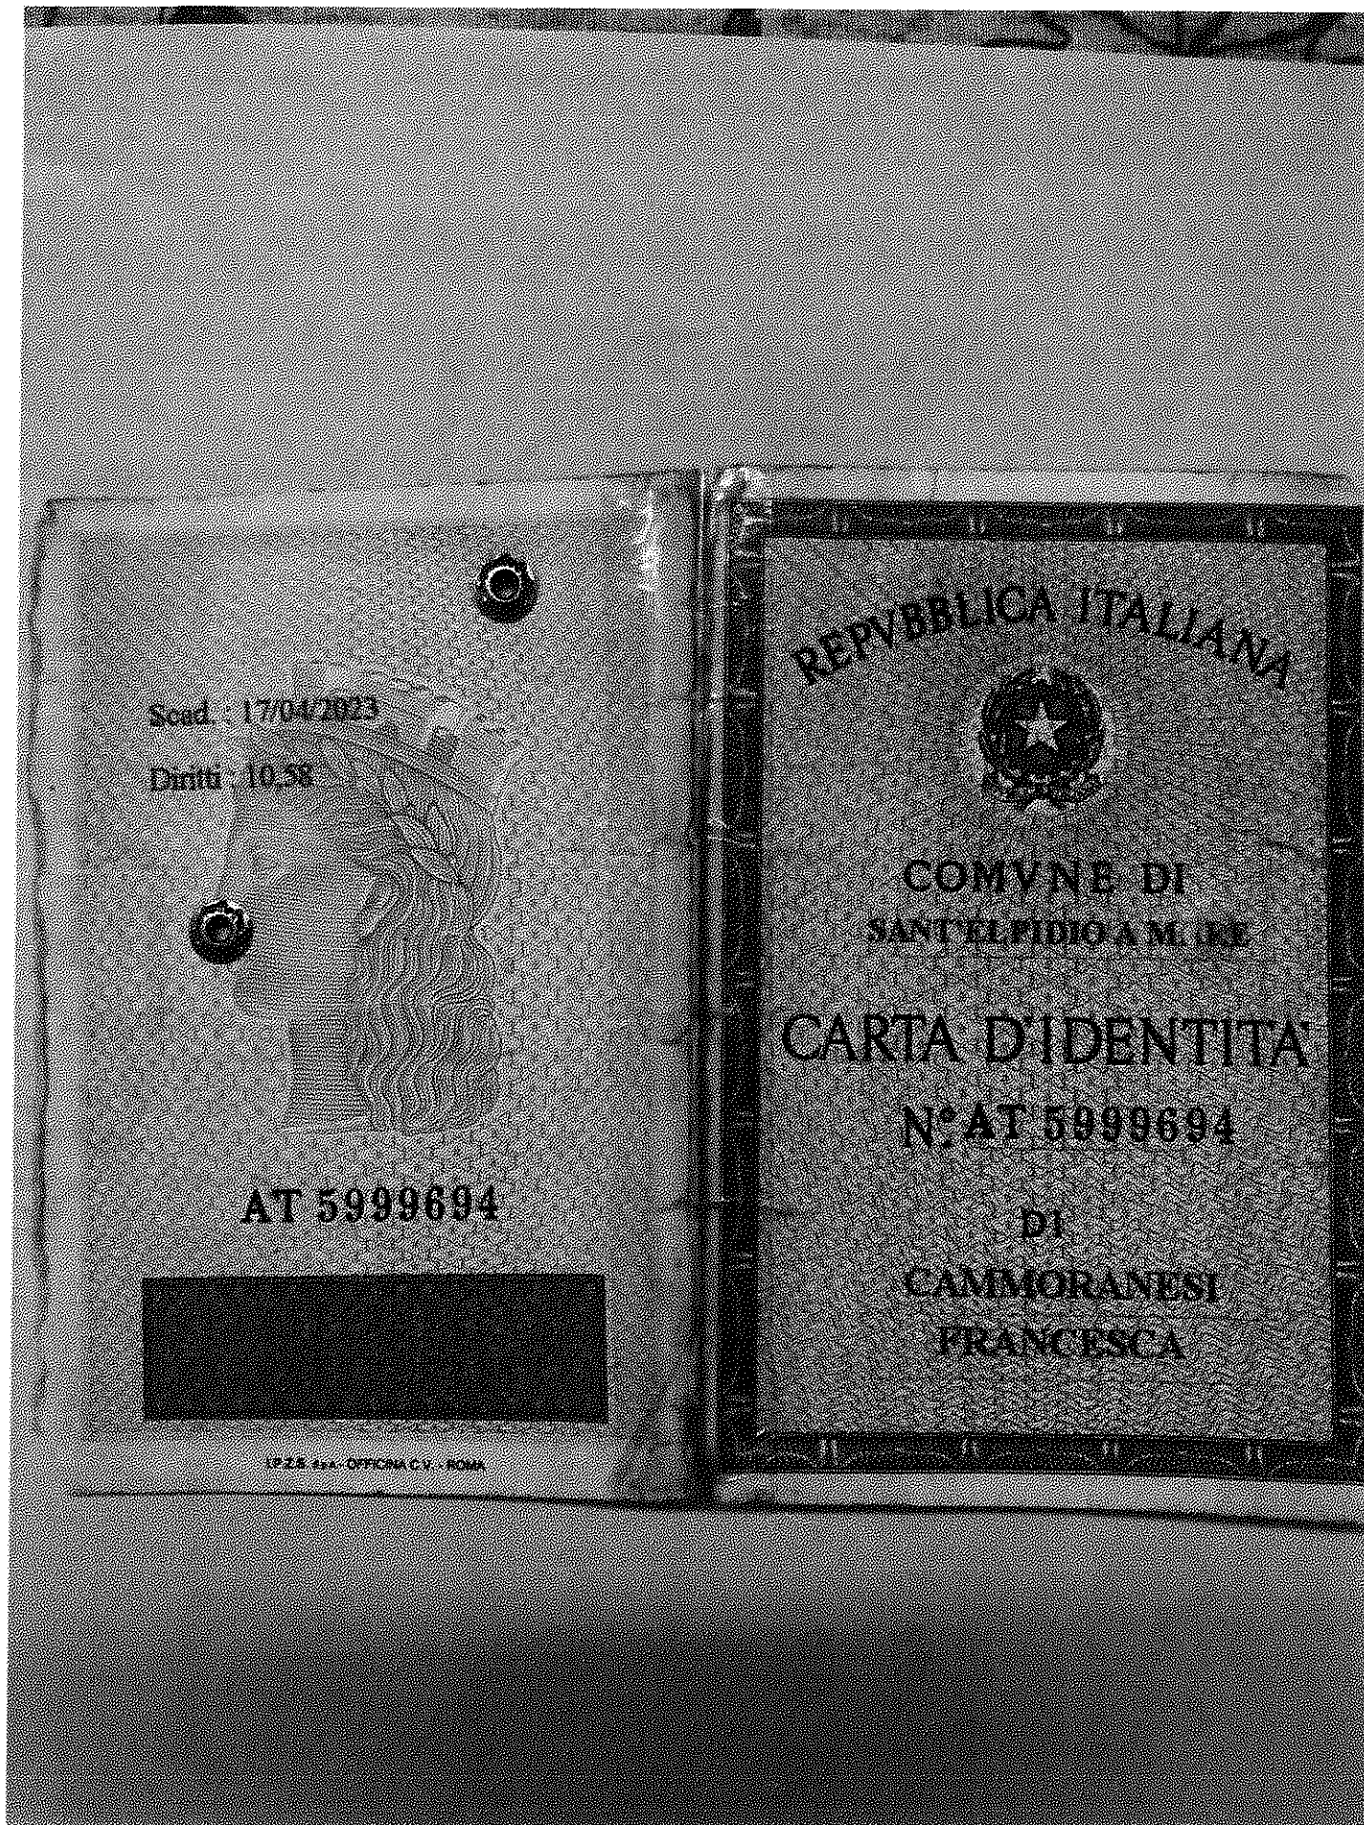 Scad. : 17/04/2023
Diritti : 10,58
AT 5999694
I.P.Z.S. s.p.a. - OFFICINA C.V. - ROMA
REPVBBLICA ITALIANA
COMVNE DI
SANT'ELPIDIO A
CARTA D'IDENTITA'
N° AT 5999694
DI
CAMMORANESI
FRANCESCA